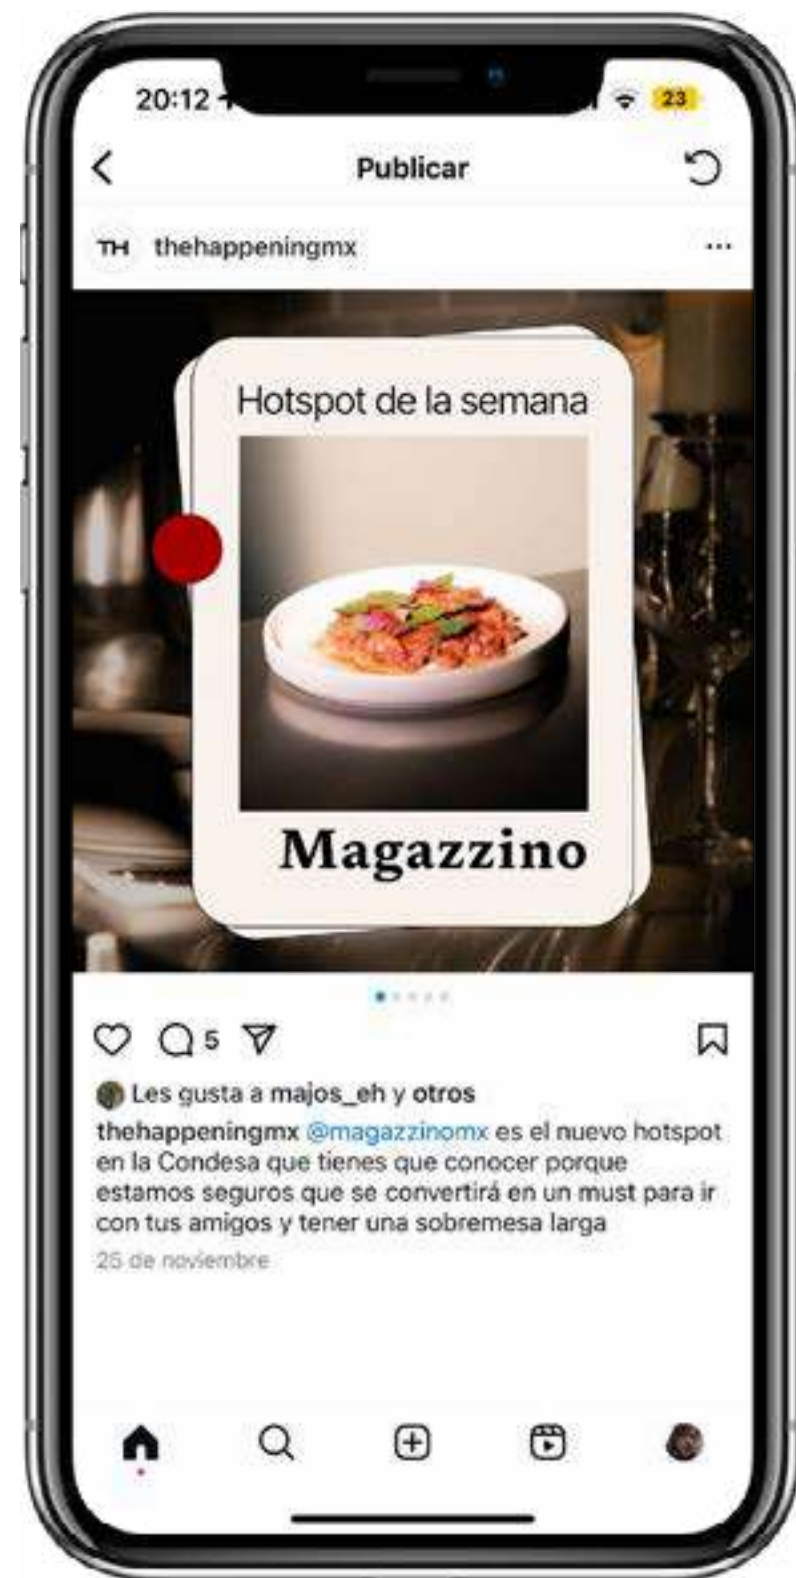 20:12
23
Publicar
TH thehappeningmx
Hotspot de la semana
Magazzino
5
Les gusta a majos_eh y otros
thehappeningmx @magazzinomx es el nuevo hotspot
en la Condesa que tienes que conocer porque
estamos seguros que se convertirá en un must para ir
con tus amigos y tener una sobremesa larga
25 de noviembre